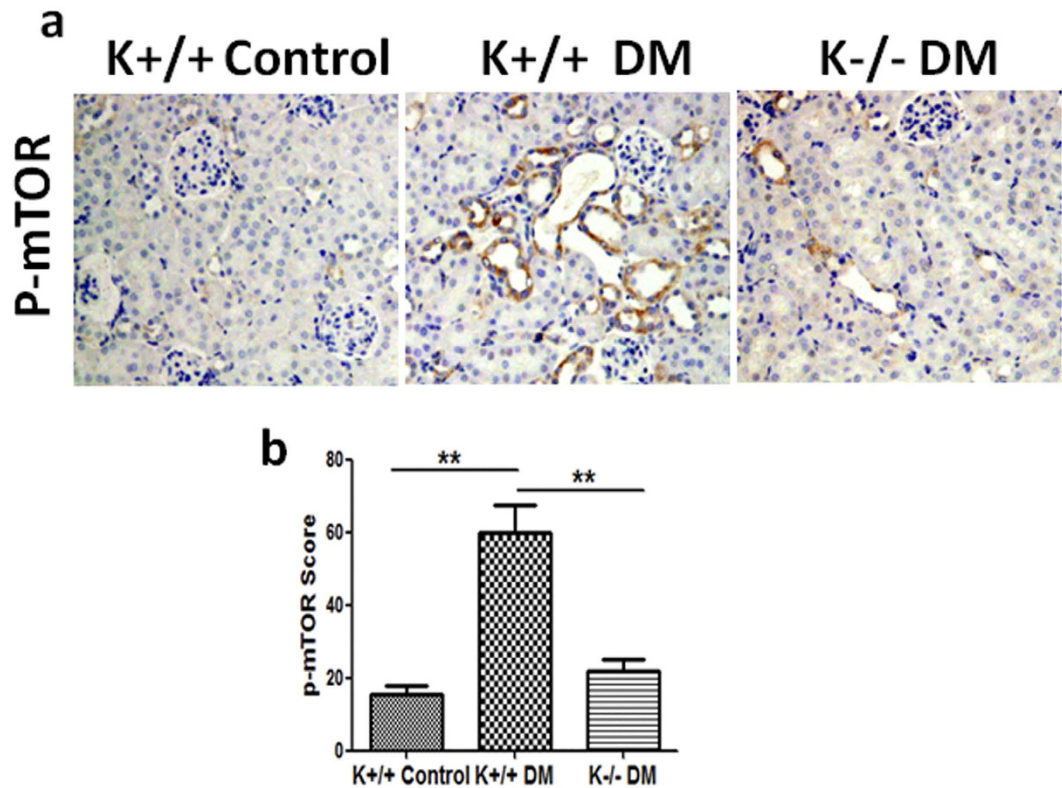 a
K+/+ Control K+/+ DM K-/- DM
P-mTOR
b
80
60
40
20
0
p-mTOR Score
**
**
K+/+ Control K+/+ DM K-/- DM